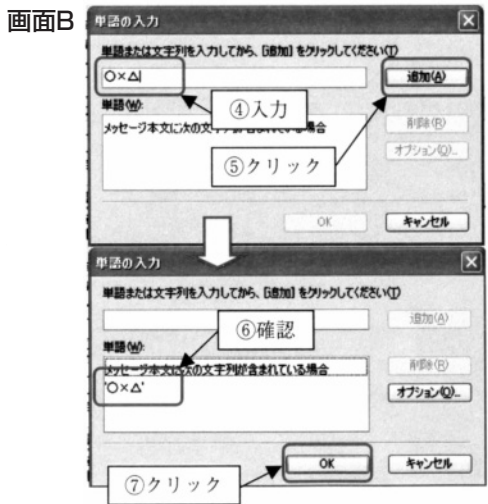 画面B
単語の入力
単語または文字列を入力してから、[追加] をクリックしてください(T)
○×△
追加(A)
④入力
単語(W):
メッセージ本文に次の文字列が含まれている場合
削除(R)
オプション(O)...
⑤クリック
OK
キャンセル
単語の入力
単語または文字列を入力してから、[追加] をクリックしてください(T)
追加(A)
⑥確認
単語(W):
メッセージ本文に次の文字列が含まれている場合
'○×△'
削除(R)
オプション(O)...
OK
キャンセル
⑦クリック